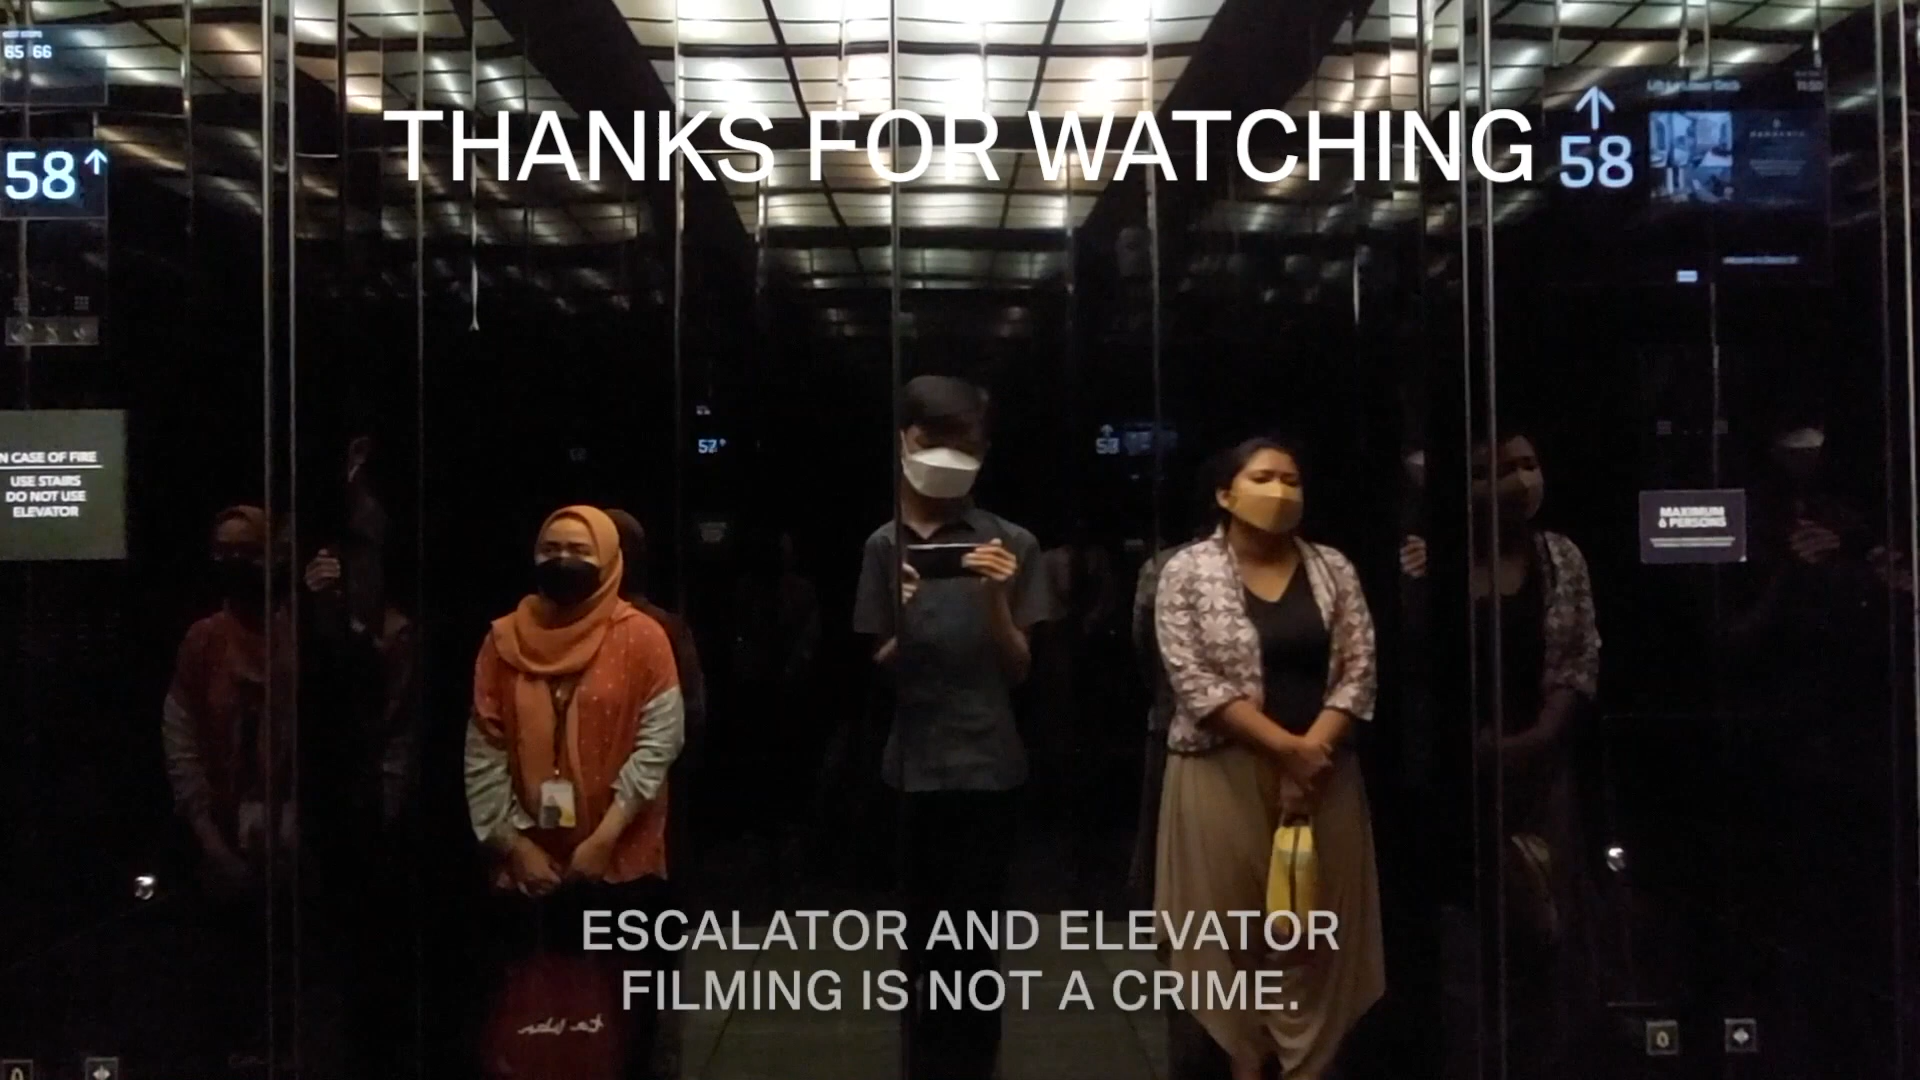 65 66
58
THANKS FOR WATCHING
58
IN CASE OF FIRE
USE STAIRS
DO NOT USE
ELEVATOR
MAXIMUM
6 PERSONS
ESCALATOR AND ELEVATOR
FILMING IS NOT A CRIME.